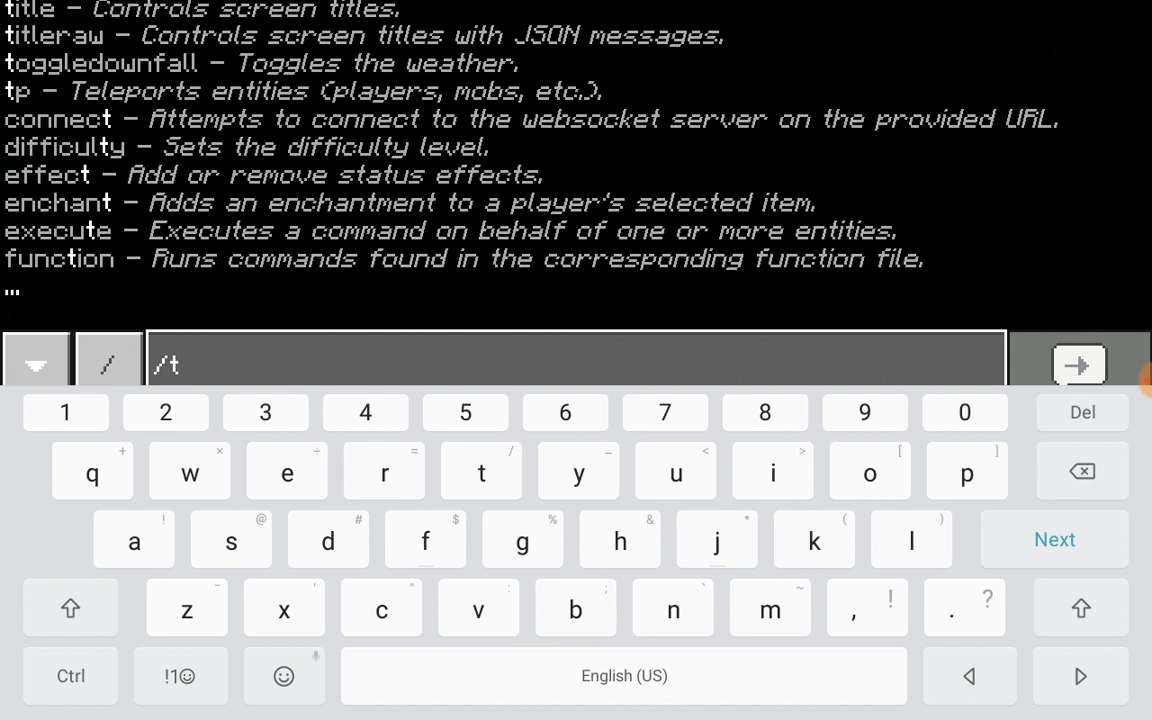 title – Controls screen titles.
titleraw – Controls screen titles with JSON messages.
toggledownfall – Toggles the weather.
tp – Teleports entities (players, mobs, etc.).
connect – Attempts to connect to the websocket server on the provided URL.
difficulty – Sets the difficulty level.
effect – Add or remove status effects.
enchant – Adds an enchantment to a player's selected item.
execute – Executes a command on behalf of one or more entities.
function – Runs commands found in the corresponding function file.
...
/ /t
1 2 3 4 5 6 7 8 9 0 Del
+ × ÷ = / _ < > [ ]
q w e r t y u i o p
! @ # $ % & * ( )
a s d f g h j k l Next
- ' " : ; ` ~ ! ?
z x c v b n m , .
Ctrl !1☺ English (US)